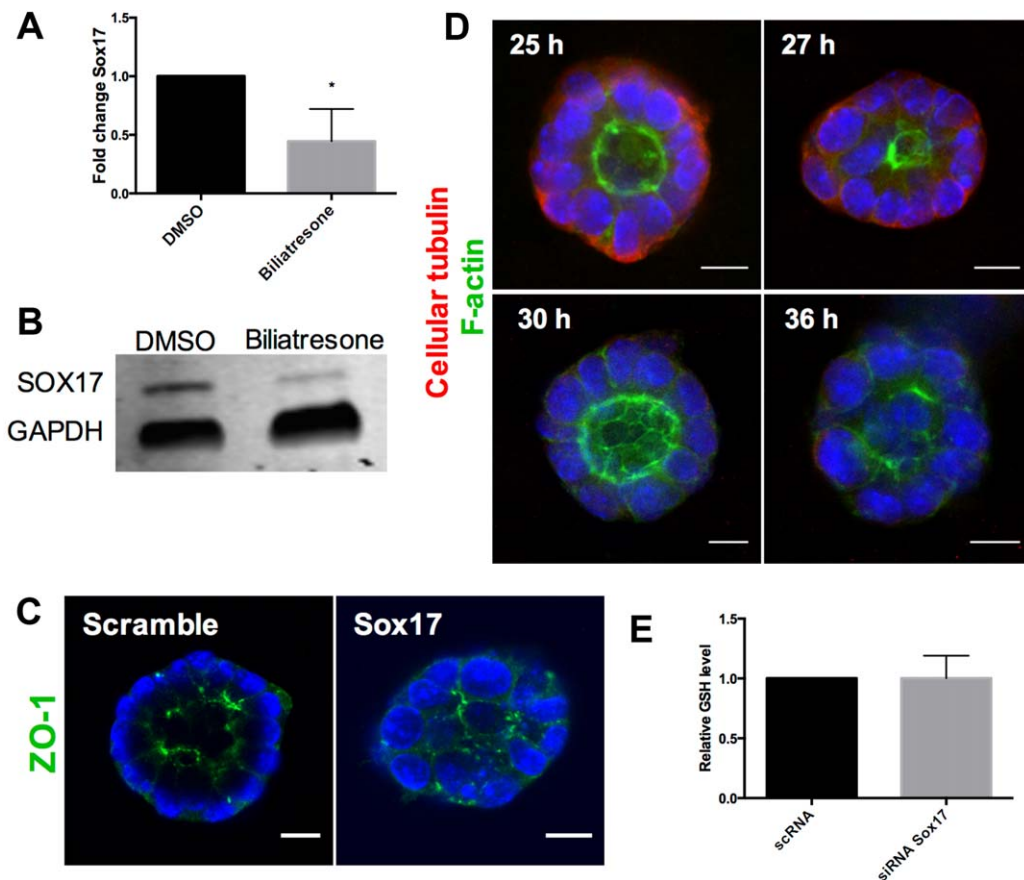 A
Fold change Sox17
1.5
1.0
0.5
0.0
*
DMSO
Biliatresone
B
DMSO Biliatresone
SOX17
GAPDH
C
ZO-1
Scramble
Sox17
D
Cellular tubulin
F-actin
25 h
27 h
30 h
36 h
E
Relative GSH level
1.5
1.0
0.5
0.0
scRNA
siRNA Sox17